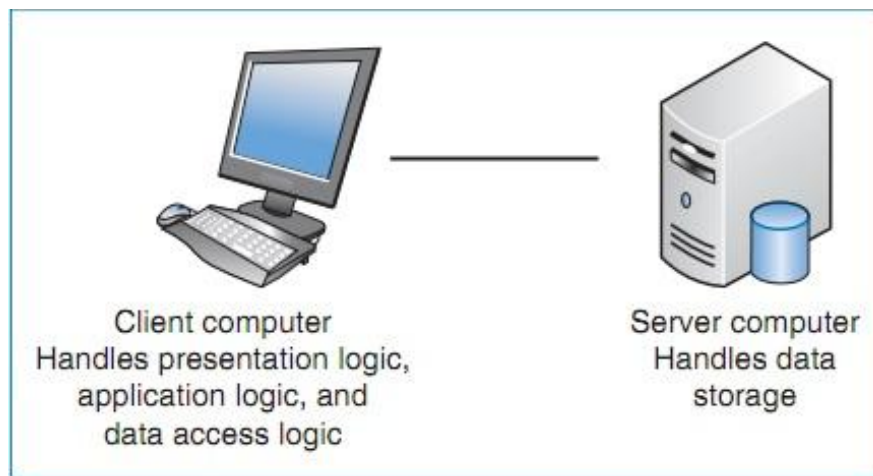 Client computer
Handles presentation logic,
application logic, and
data access logic
Server computer
Handles data
storage